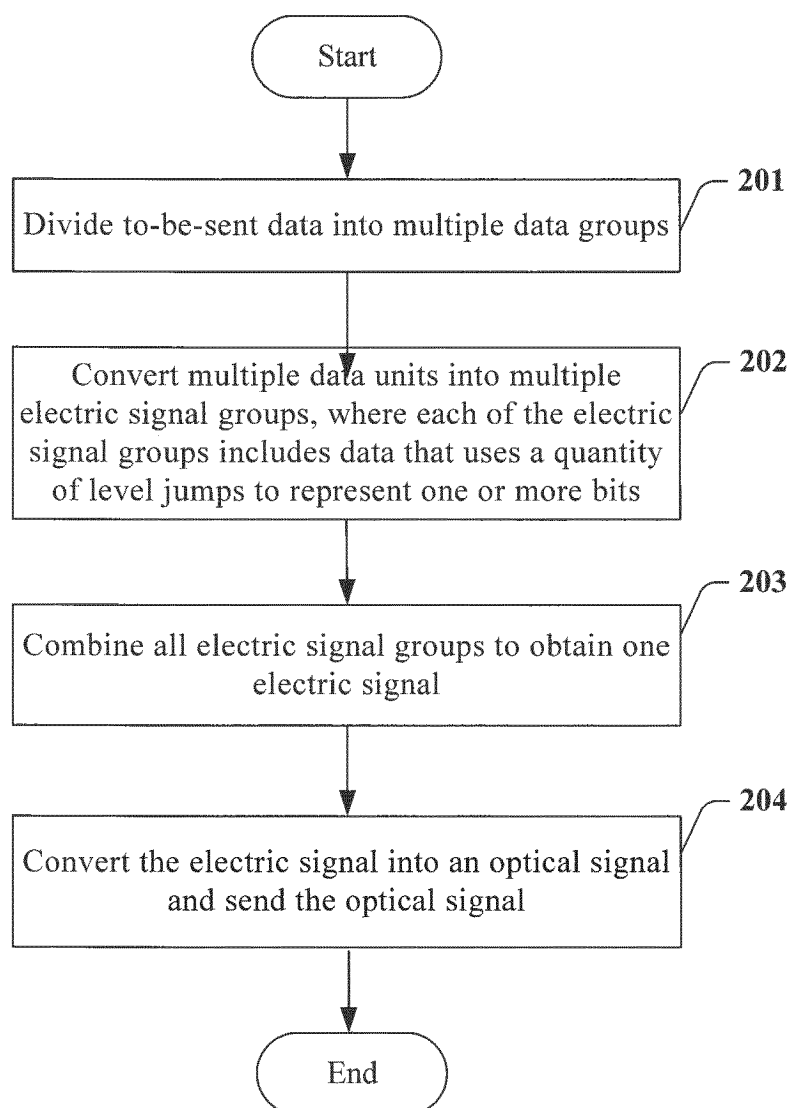 Start
201
Divide to-be-sent data into multiple data groups
202
Convert multiple data units into multiple
electric signal groups, where each of the electric
signal groups includes data that uses a quantity
of level jumps to represent one or more bits
203
Combine all electric signal groups to obtain one
electric signal
204
Convert the electric signal into an optical signal
and send the optical signal
End